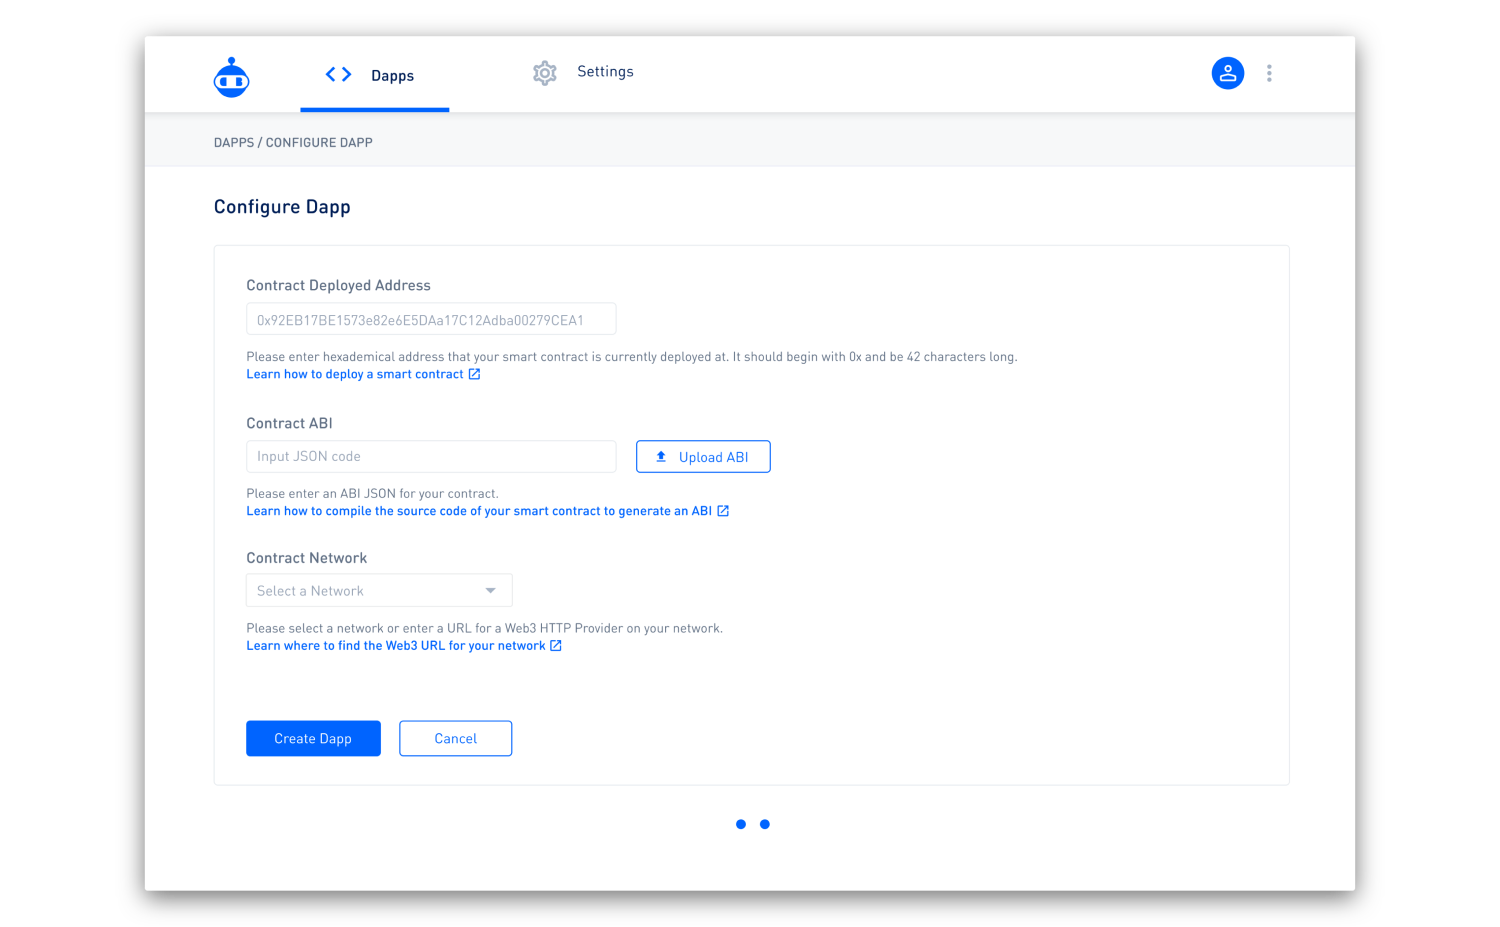 Dapps
Settings
DAPPS / CONFIGURE DAPP
Configure Dapp
Contract Deployed Address
0x92EB17BE1573e82e6E5DAa17C12Adba00279CEA1
Please enter hexademical address that your smart contract is currently deployed at. It should begin with 0x and be 42 characters long.
Learn how to deploy a smart contract
Contract ABI
Input JSON code
Upload ABI
Please enter an ABI JSON for your contract.
Learn how to compile the source code of your smart contract to generate an ABI
Contract Network
Select a Network
Please select a network or enter a URL for a Web3 HTTP Provider on your network.
Learn where to find the Web3 URL for your network
Create Dapp
Cancel